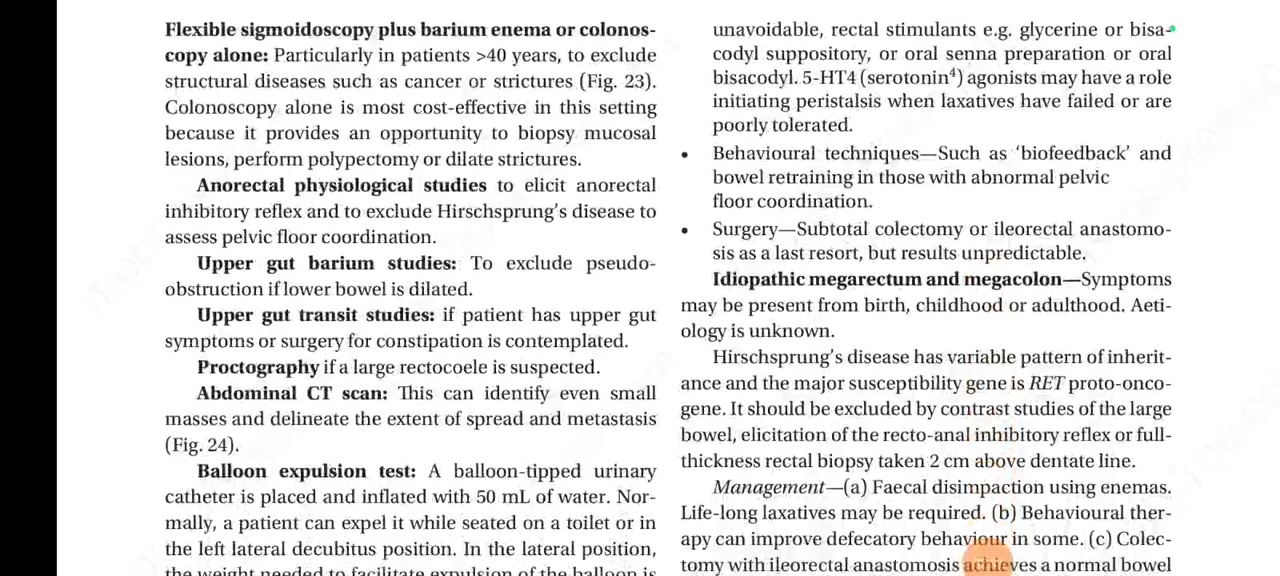 Flexible sigmoidoscopy plus barium enema or colonos-
copy alone: Particularly in patients >40 years, to exclude
structural diseases such as cancer or strictures (Fig. 23).
Colonoscopy alone is most cost-effective in this setting
because it provides an opportunity to biopsy mucosal
lesions, perform polypectomy or dilate strictures.
Anorectal physiological studies to elicit anorectal
inhibitory reflex and to exclude Hirschsprung's disease to
assess pelvic floor coordination.
Upper gut barium studies: To exclude pseudo-
obstruction if lower bowel is dilated.
Upper gut transit studies: if patient has upper gut
symptoms or surgery for constipation is contemplated.
Proctography if a large rectocoele is suspected.
Abdominal CT scan: This can identify even small
masses and delineate the extent of spread and metastasis
(Fig. 24).
Balloon expulsion test: A balloon-tipped urinary
catheter is placed and inflated with 50 mL of water. Nor-
mally, a patient can expel it while seated on a toilet or in
the left lateral decubitus position. In the lateral position,
the weight needed to facilitate expulsion of the balloon is
unavoidable, rectal stimulants e.g. glycerine or bisa-
codyl suppository, or oral senna preparation or oral
bisacodyl. 5-HT4 (serotonin⁴) agonists may have a role
initiating peristalsis when laxatives have failed or are
poorly tolerated.
• Behavioural techniques—Such as 'biofeedback' and
bowel retraining in those with abnormal pelvic
floor coordination.
• Surgery—Subtotal colectomy or ileorectal anastomo-
sis as a last resort, but results unpredictable.
Idiopathic megarectum and megacolon—Symptoms
may be present from birth, childhood or adulthood. Aeti-
ology is unknown.
Hirschsprung's disease has variable pattern of inherit-
ance and the major susceptibility gene is RET proto-onco-
gene. It should be excluded by contrast studies of the large
bowel, elicitation of the recto-anal inhibitory reflex or full-
thickness rectal biopsy taken 2 cm above dentate line.
Management—(a) Faecal disimpaction using enemas.
Life-long laxatives may be required. (b) Behavioural ther-
apy can improve defecatory behaviour in some. (c) Colec-
tomy with ileorectal anastomosis achieves a normal bowel